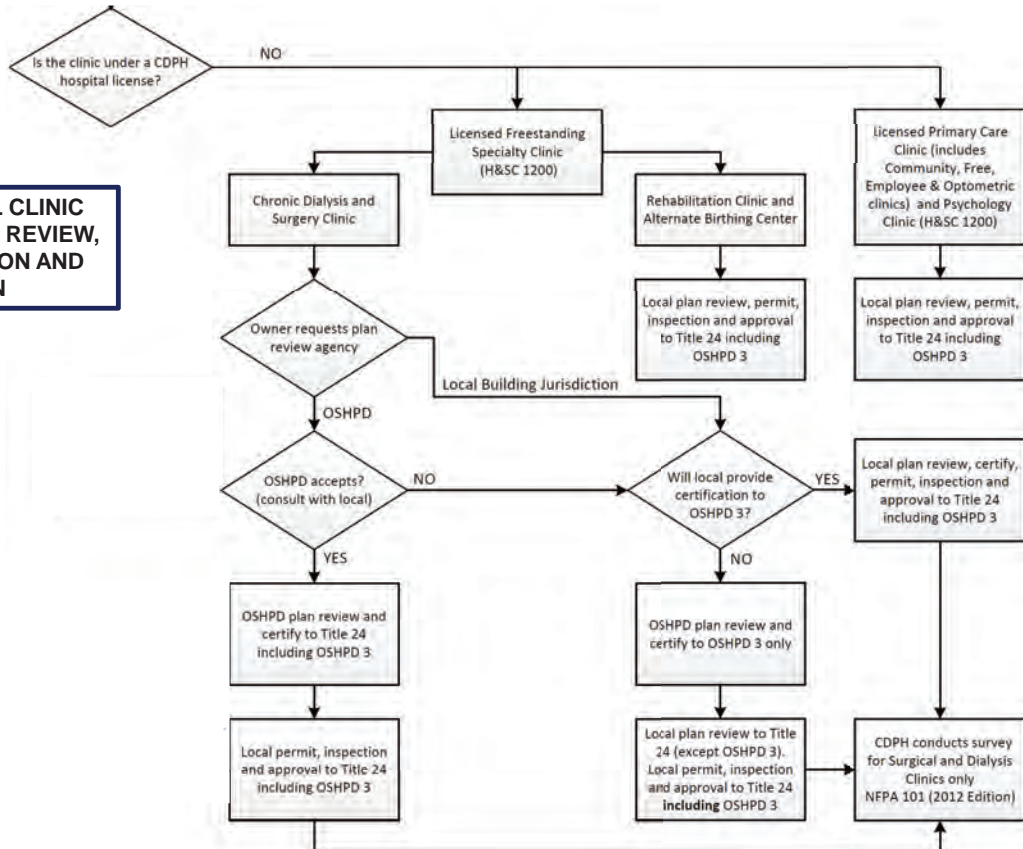 Is the clinic under a CDPH
hospital license?
NO
Licensed Freestanding
Specialty Clinic
(H&SC 1200)
Licensed Primary Care
Clinic (includes
Community, Free,
Employee & Optometric
clinics) and Psychology
Clinic (H&SC 1200)
CLINIC
REVIEW,
ON AND
N
Chronic Dialysis and
Surgery Clinic
Rehabilitation Clinic and
Alternate Birthing Center
Local plan review, permit,
inspection and approval
to Title 24 including
OSHPD 3
Local plan review, permit,
inspection and approval
to Title 24 including
OSHPD 3
Owner requests plan
review agency
Local Building Jurisdiction
OSHPD
OSHPD accepts?
(consult with local)
NO
Will local provide
certification to
OSHPD 3?
YES
Local plan review, certify,
permit, inspection and
approval to Title 24
including OSHPD 3
YES
NO
OSHPD plan review and
certify to Title 24
including OSHPD 3
OSHPD plan review and
certify to OSHPD 3 only
Local permit, inspection
and approval to Title 24
including OSHPD 3
Local plan review to Title
24 (except OSHPD 3).
Local permit, inspection
and approval to Title 24
including OSHPD 3
CDPH conducts survey
for Surgical and Dialysis
Clinics only
NFPA 101 (2012 Edition)